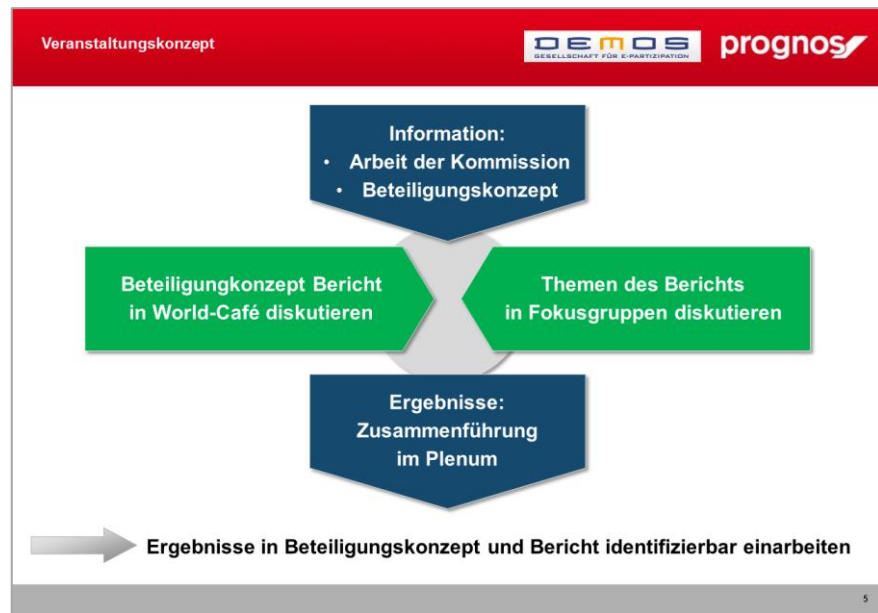 Veranstaltungskonzept
DEMOS
GESELLSCHAFT FÜR E-PARTIZIPATION
prognos
Information:
• Arbeit der Kommission
• Beteiligungskonzept
Beteiligungkonzept Bericht
in World-Café diskutieren
Themen des Berichts
in Fokusgruppen diskutieren
Ergebnisse:
Zusammenführung
im Plenum
Ergebnisse in Beteiligungskonzept und Bericht identifizierbar einarbeiten
5